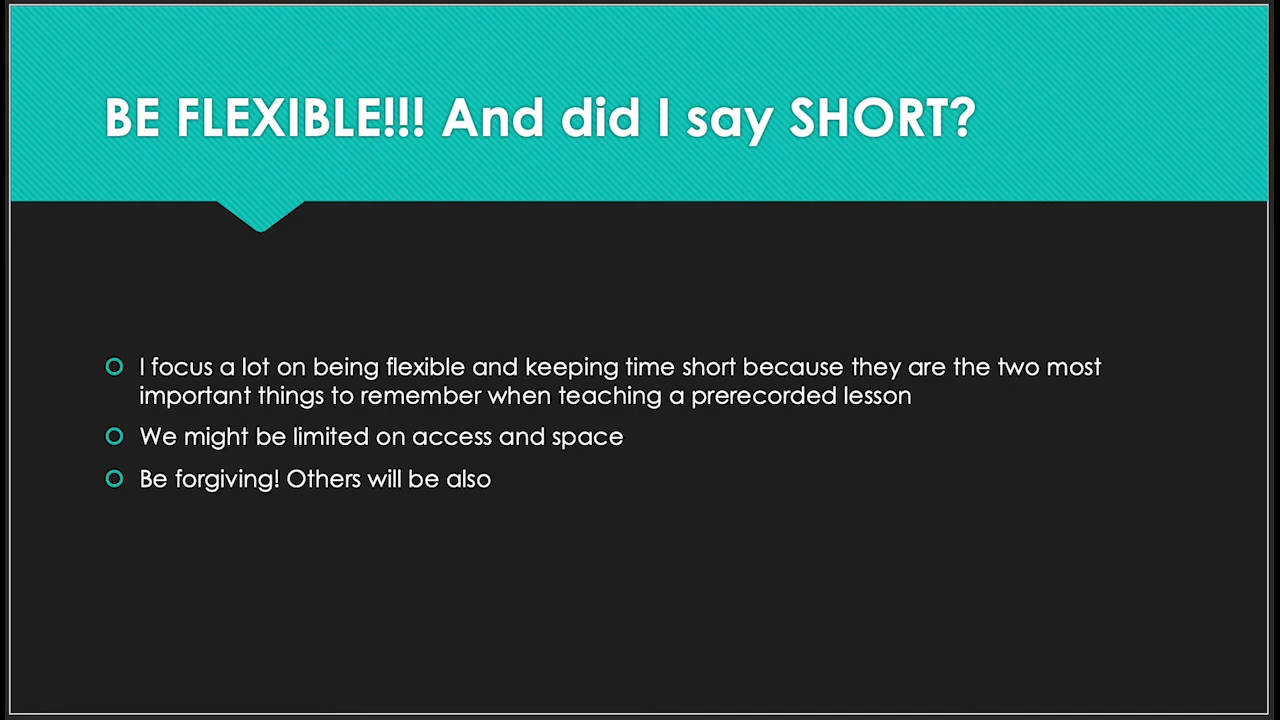 BE FLEXIBLE!!! And did I say SHORT?
I focus a lot on being flexible and keeping time short because they are the two most
important things to remember when teaching a prerecorded lesson
We might be limited on access and space
Be forgiving! Others will be also